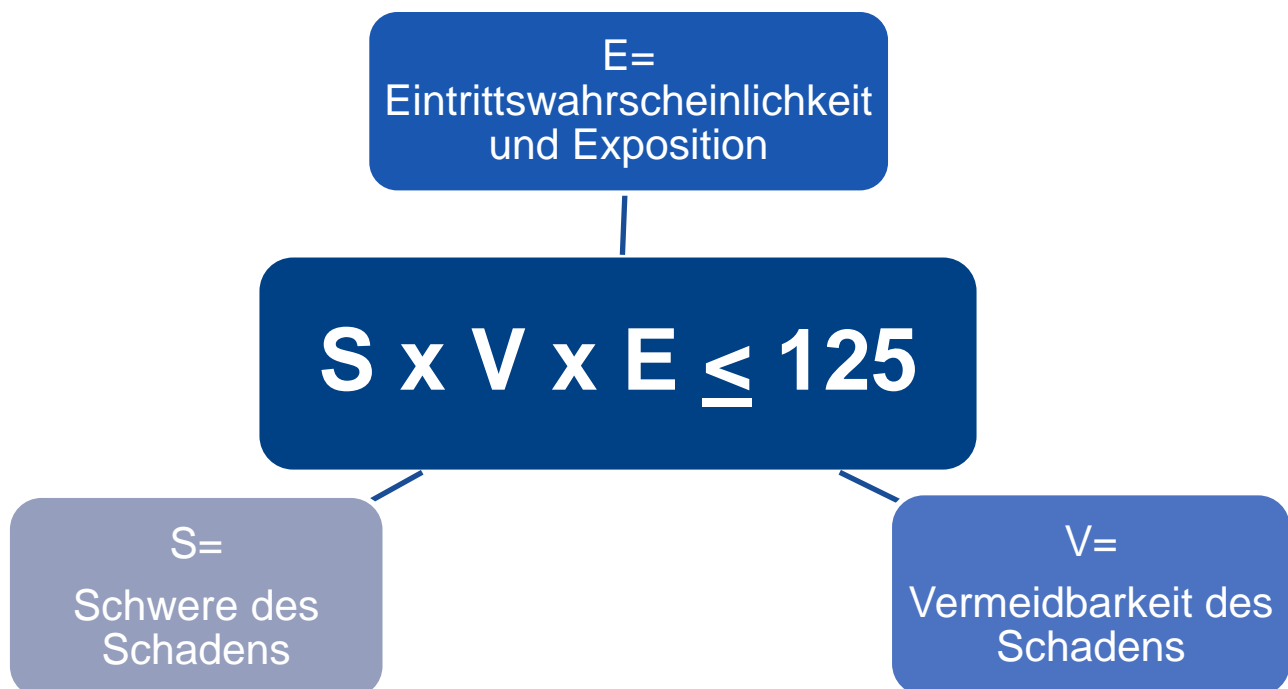 E=
Eintrittswahrscheinlichkeit
und Exposition
S x V x E ≤ 125
S=
Schwere des
Schadens
V=
Vermeidbarkeit des
Schadens